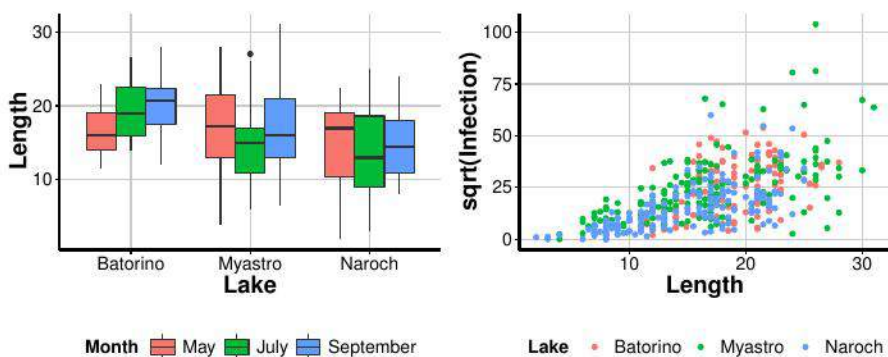 30
20
10
Length
Batorino Myastro Naroch
Lake
Month May July September
100
75
50
25
0
sqrt(Infection)
10 20 30
Length
Lake Batorino Myastro Naroch